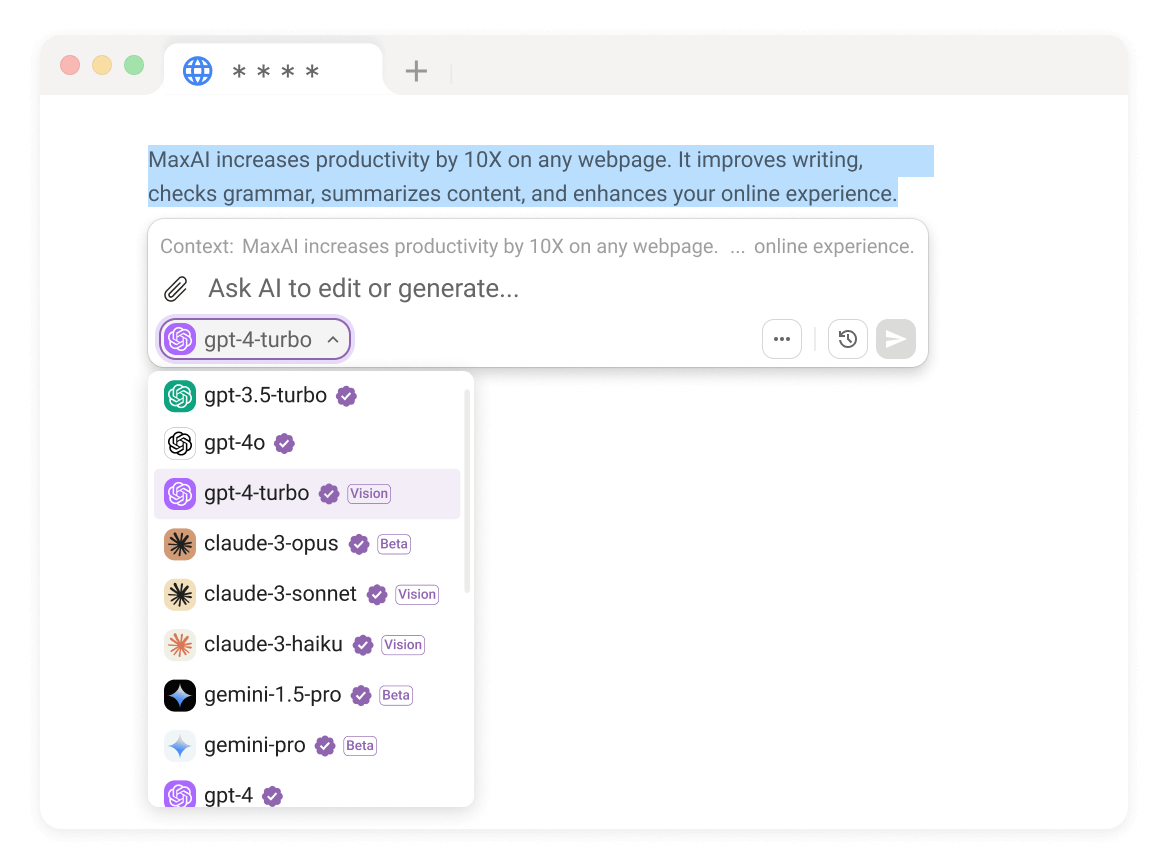 * * * *
MaxAI increases productivity by 10X on any webpage. It improves writing,
checks grammar, summarizes content, and enhances your online experience.
Context: MaxAI increases productivity by 10X on any webpage. ... online experience.
Ask AI to edit or generate...
gpt-4-turbo
gpt-3.5-turbo
gpt-4o
gpt-4-turbo Vision
claude-3-opus Beta
claude-3-sonnet Vision
claude-3-haiku Vision
gemini-1.5-pro Beta
gemini-pro Beta
gpt-4